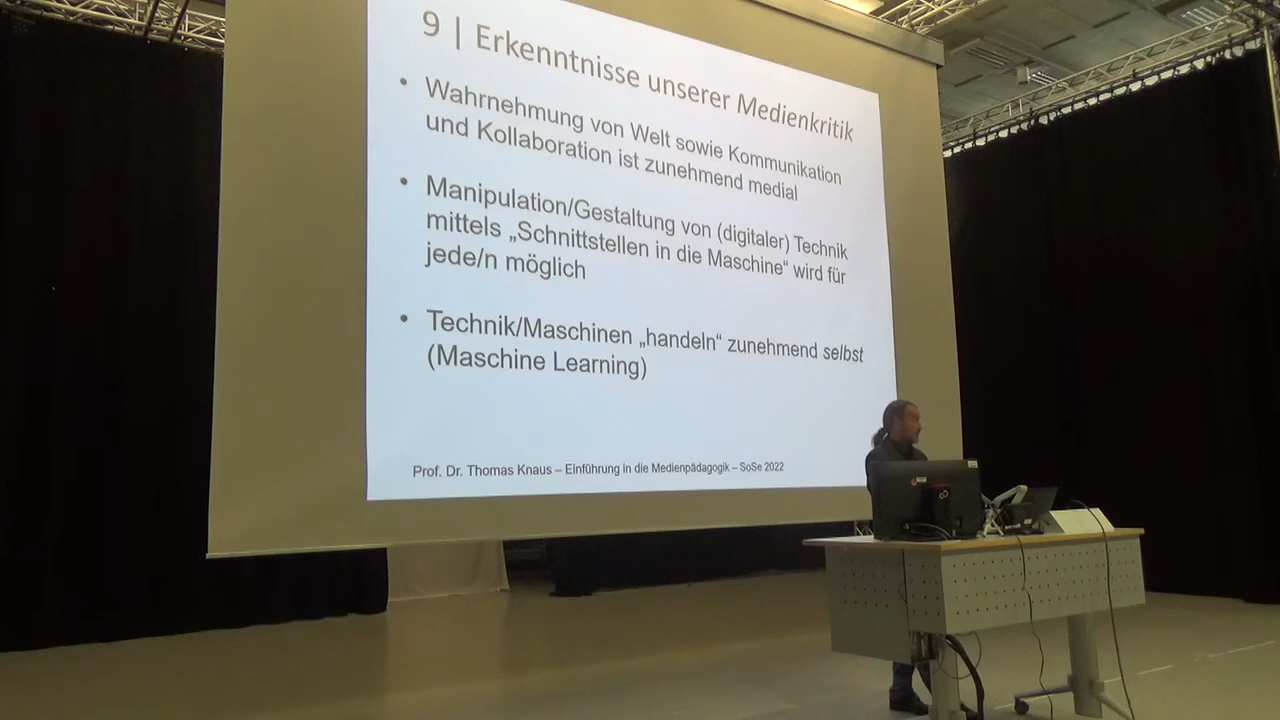 9 | Erkenntnisse unserer Medienkritik
• Wahrnehmung von Welt sowie Kommunikation
und Kollaboration ist zunehmend medial
• Manipulation/Gestaltung von (digitaler) Technik
mittels „Schnittstellen in die Maschine“ wird für
jede/n möglich
• Technik/Maschinen „handeln“ zunehmend selbst
(Maschine Learning)
Prof. Dr. Thomas Knaus – Einführung in die Medienpädagogik – SoSe 2022